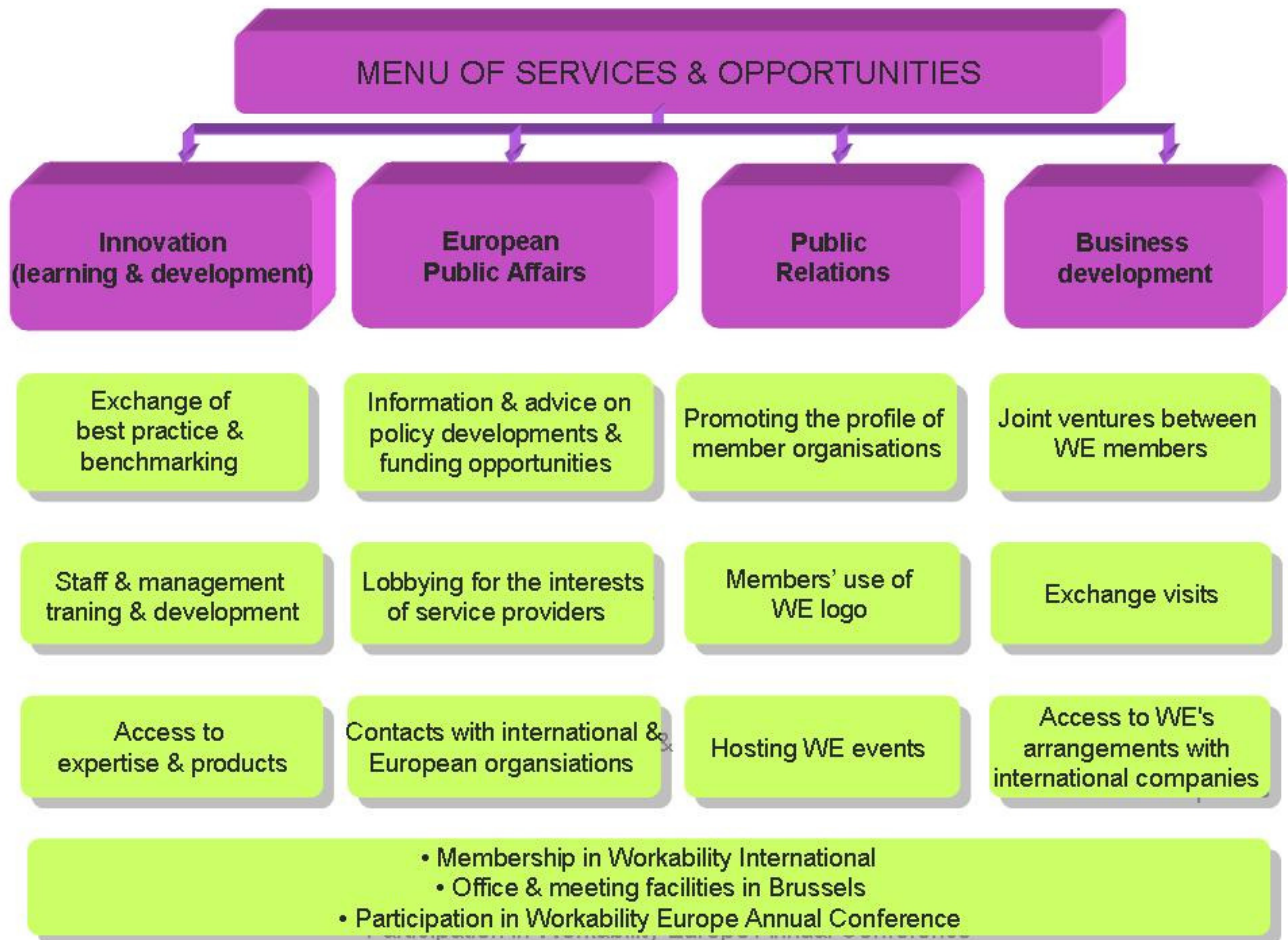 MENU OF SERVICES & OPPORTUNITIES
Innovation
(learning & development)
European
Public Affairs
Public
Relations
Business
development
Exchange of
best practice &
benchmarking
Information & advice on
policy developments &
funding opportunities
Promoting the profile of
member organisations
Joint ventures between
WE members
Staff & management
traning & development
Lobbying for the interests
of service providers
Members’ use of
WE logo
Exchange visits
Access to
expertise & products
Contacts with international &
European organsiations
Hosting WE events
Access to WE's
arrangements with
international companies
• Membership in Workability International
• Office & meeting facilities in Brussels
• Participation in Workability Europe Annual Conference